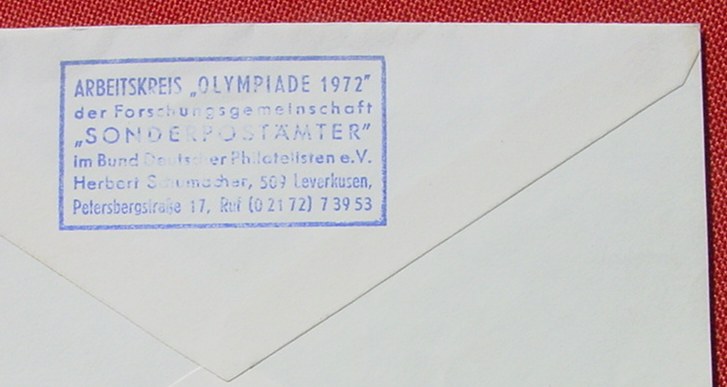 ARBEITSKREIS „OLYMPIADE 1972"
der Forschungsgemeinschaft
„SONDERPOSTÄMTER"
im Bund Deutscher Philatelisten e.V.
Herbert Schumacher, 509 Leverkusen,
Petersbergstraße 17, Ruf (0 21 72) 7 39 53